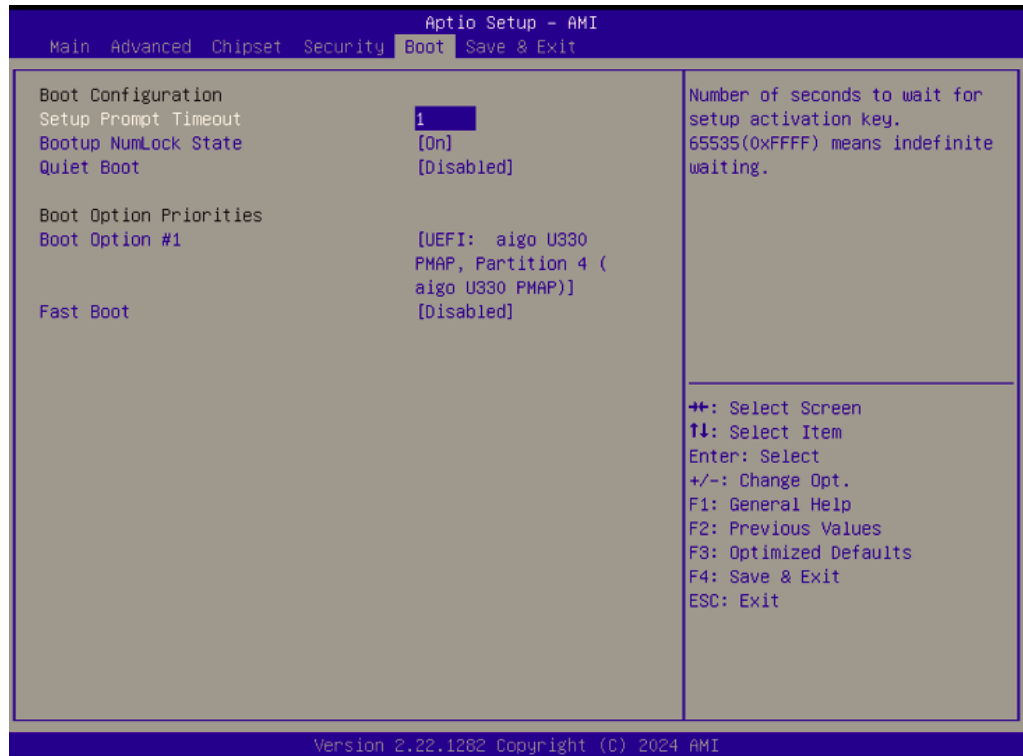 Aptio Setup – AMI
Main Advanced Chipset Security Boot Save & Exit
Boot Configuration
Setup Prompt Timeout 1
Bootup NumLock State [On]
Quiet Boot [Disabled]
Boot Option Priorities
Boot Option #1 [UEFI: aigo U330
PMAP, Partition 4 (
aigo U330 PMAP)]
Fast Boot [Disabled]
Number of seconds to wait for
setup activation key.
65535(0xFFFF) means indefinite
waiting.
→←: Select Screen
↑↓: Select Item
Enter: Select
+/-: Change Opt.
F1: General Help
F2: Previous Values
F3: Optimized Defaults
F4: Save & Exit
ESC: Exit
Version 2.22.1282 Copyright (C) 2024 AMI